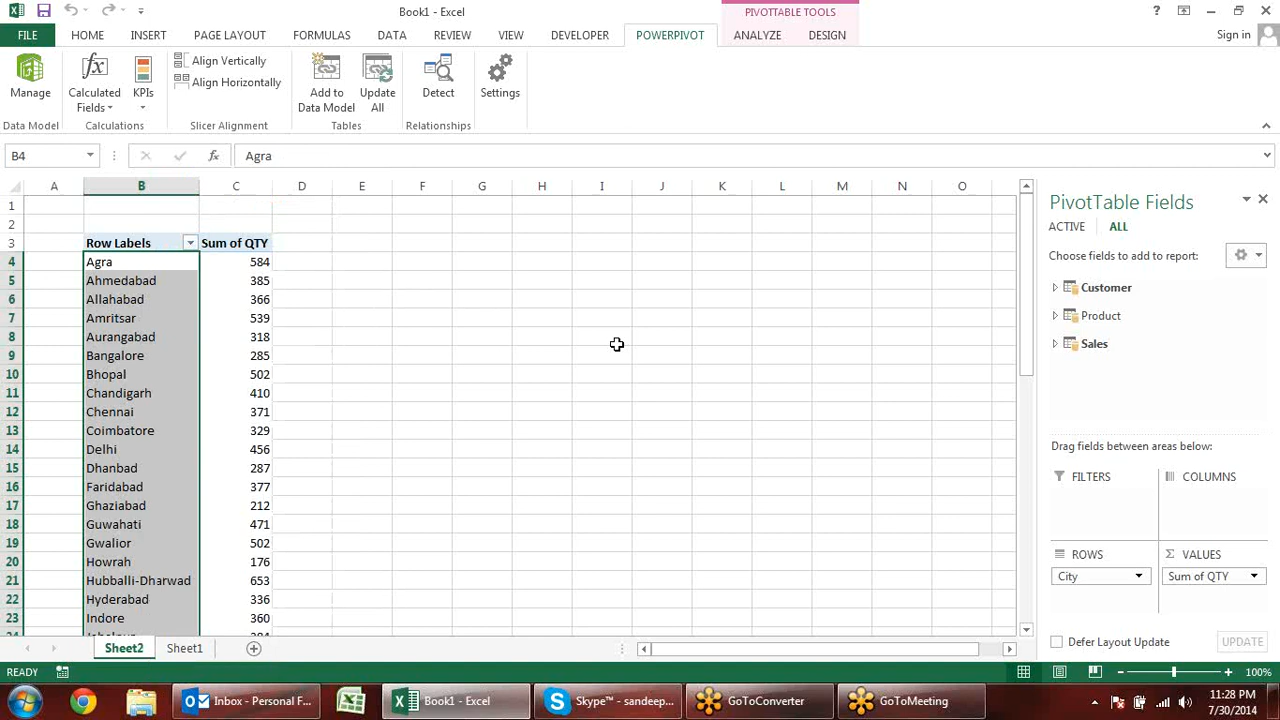 Book1 - Excel
PIVOTTABLE TOOLS
?
FILE HOME INSERT PAGE LAYOUT FORMULAS DATA REVIEW VIEW DEVELOPER POWERPIVOT ANALYZE DESIGN Sign in
Manage
Calculated Fields
KPIs
Align Vertically
Align Horizontally
Add to Data Model
Update All
Detect
Settings
Data Model Calculations Slicer Alignment Tables Relationships
B4 fx Agra
A B C D E F G H I J K L M N O
1
2
3 Row Labels Sum of QTY
4 Agra 584
5 Ahmedabad 385
6 Allahabad 366
7 Amritsar 539
8 Aurangabad 318
9 Bangalore 285
10 Bhopal 502
11 Chandigarh 410
12 Chennai 371
13 Coimbatore 329
14 Delhi 456
15 Dhanbad 287
16 Faridabad 377
17 Ghaziabad 212
18 Guwahati 471
19 Gwalior 502
20 Howrah 176
21 Hubballi-Dharwad 653
22 Hyderabad 336
23 Indore 360
PivotTable Fields
ACTIVE ALL
Choose fields to add to report:
Customer
Product
Sales
Drag fields between areas below:
FILTERS COLUMNS
ROWS VALUES
City Sum of QTY
Defer Layout Update UPDATE
Sheet2 Sheet1
READY 100%
Inbox - Personal F... Book1 - Excel Skype™ - sandeep... GoToConverter GoToMeeting
11:28 PM
7/30/2014